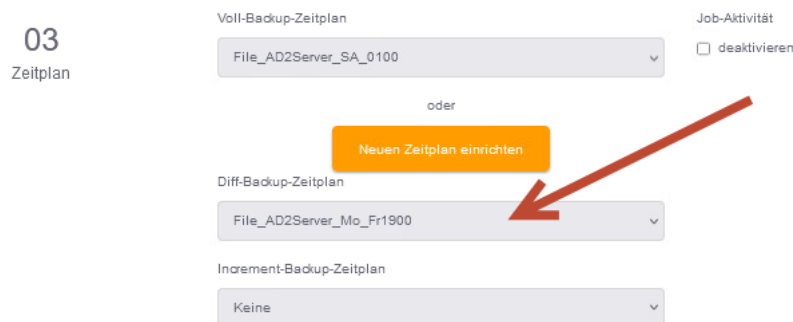 03
Zeitplan
Voll-Backup-Zeitplan
File_AD2Server_SA_0100
oder
Neuen Zeitplan einrichten
Diff-Backup-Zeitplan
File_AD2Server_Mo_Fr1900
Increment-Backup-Zeitplan
Keine
Job-Aktivität
deaktivieren